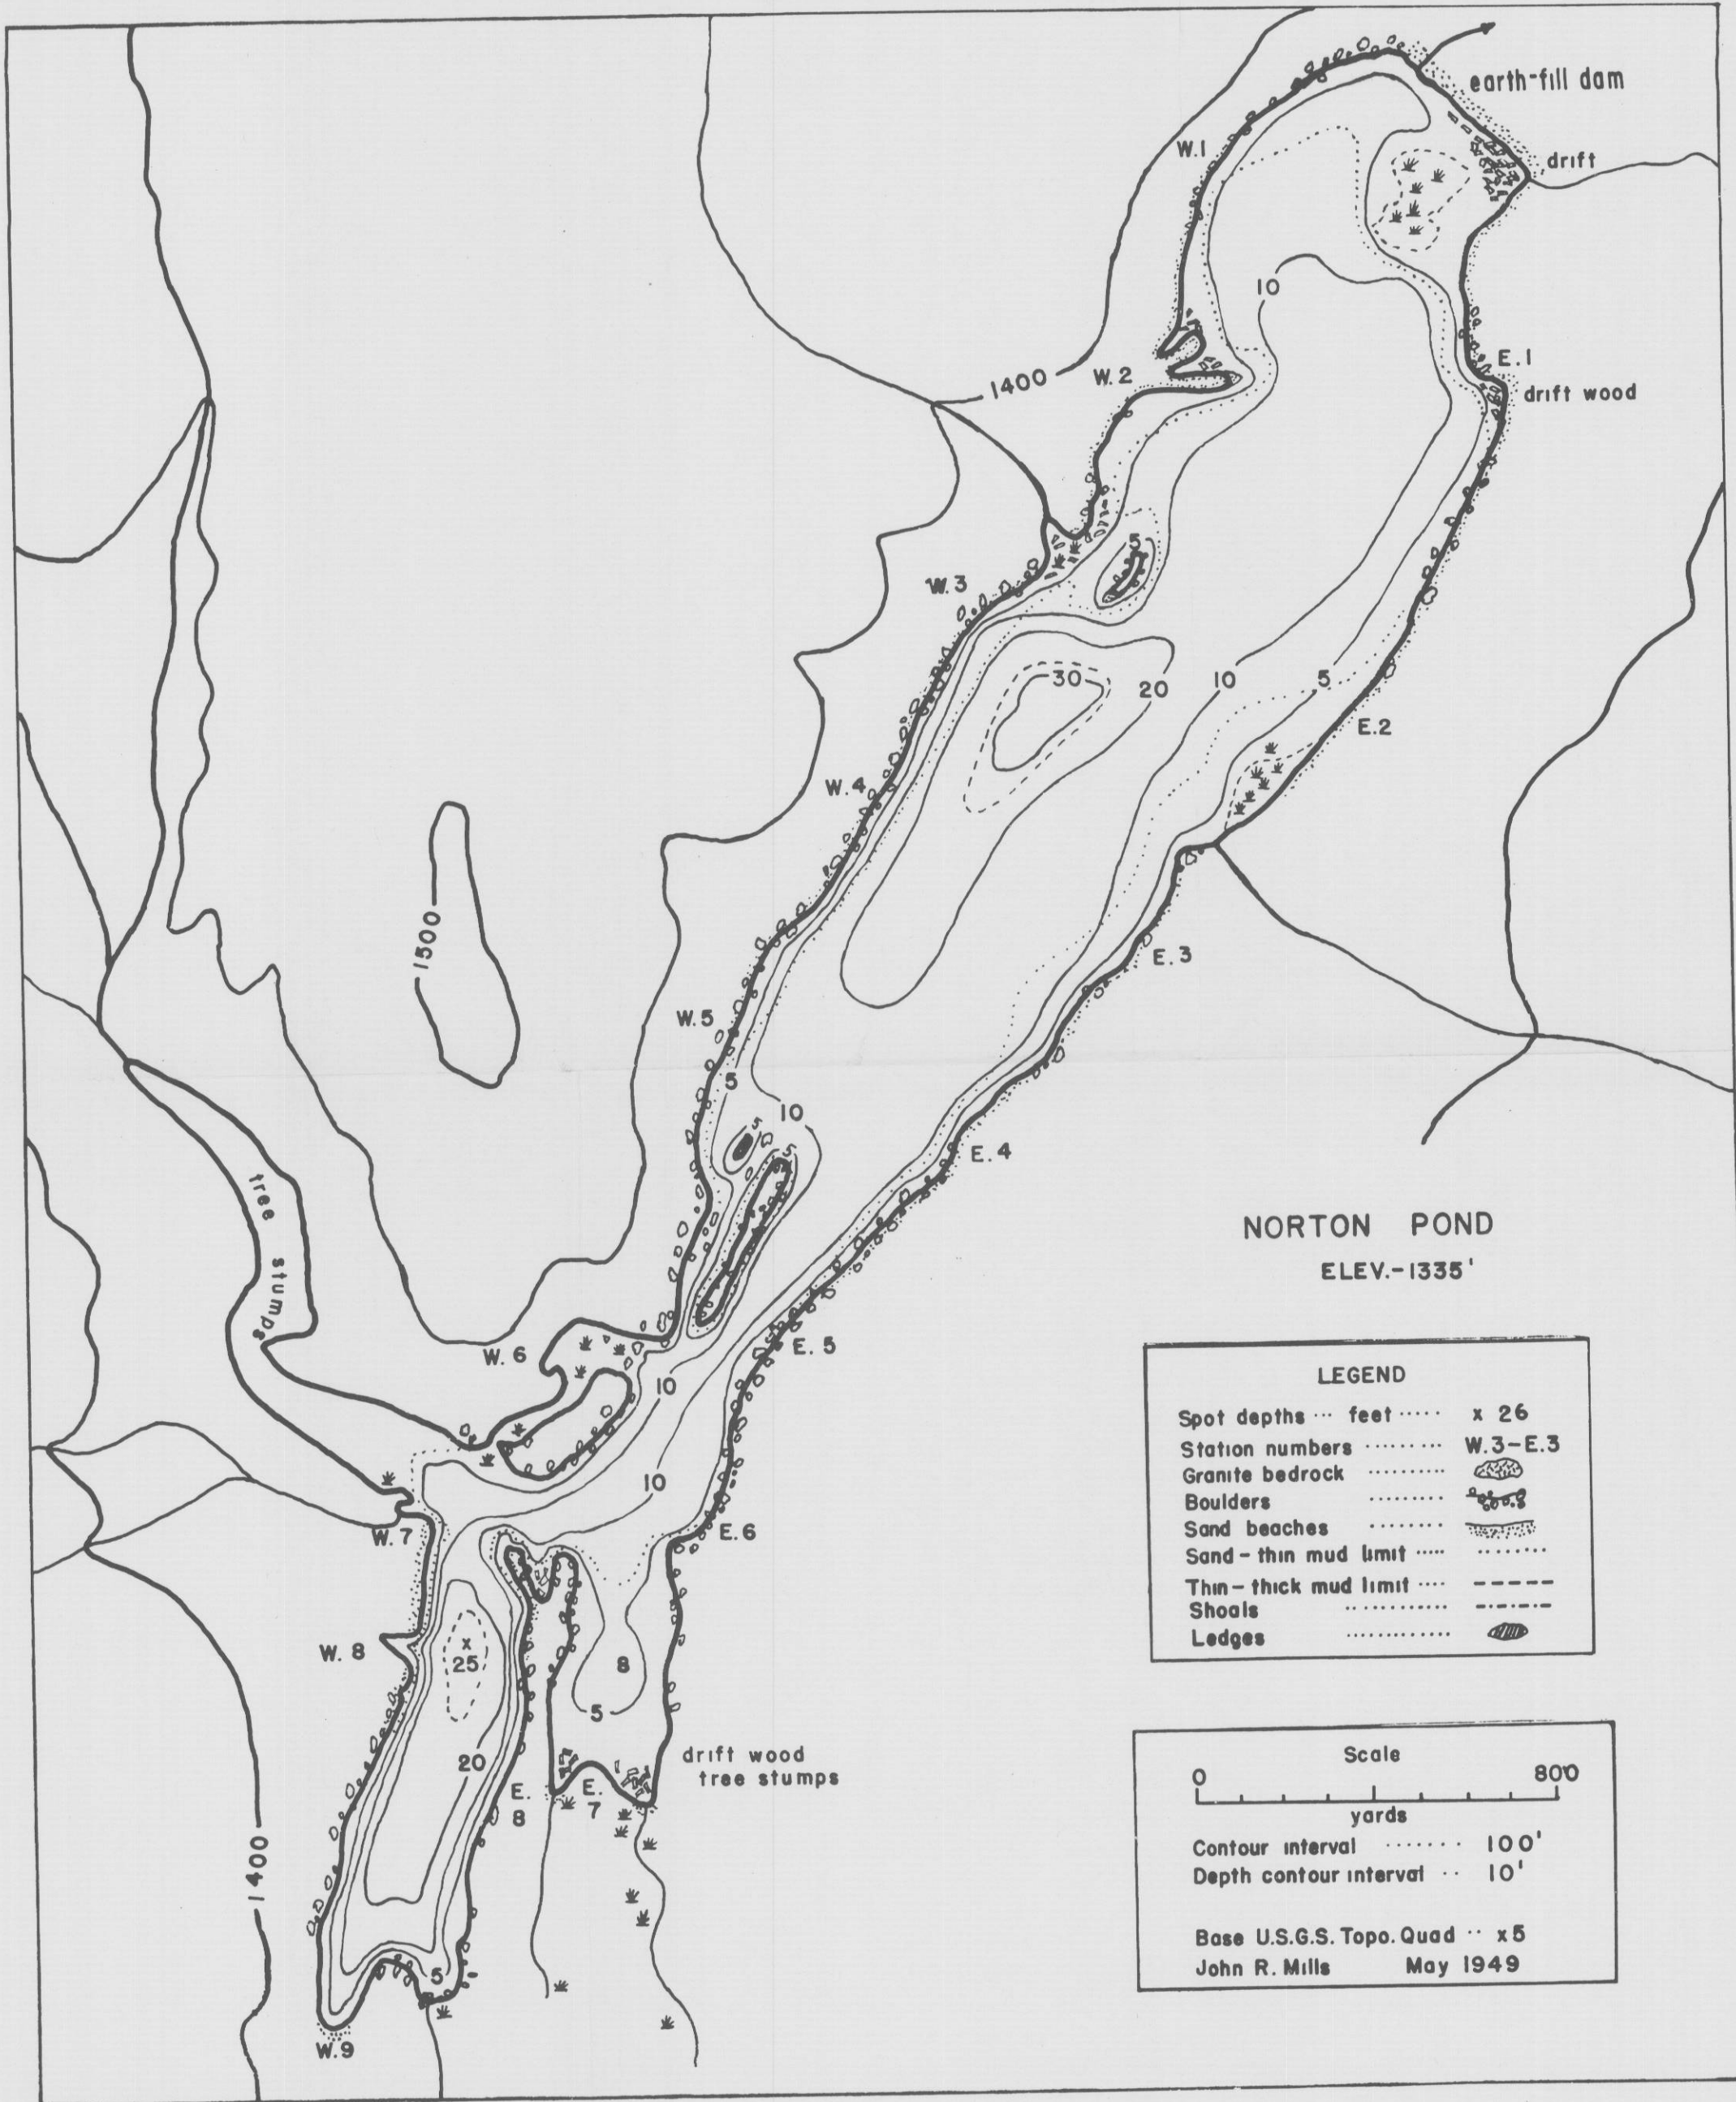 earth-fill dam
W.1
drift
10
E.1
W.2
1400
drift wood
5
W.3
30
20
10
5
E.2
W.4
1500
E.3
W.5
5
10
5
5
E.4
tree stumps
NORTON POND
ELEV.-1335'
W.6
E.5
10
10
W.7
E.6
W.8
x
25
8
5
20
drift wood
tree stumps
E.
8
E.
7
1400
5
W.9
LEGEND
Spot depths ··· feet ····· x 26
Station numbers ········· W.3-E.3
Granite bedrock ··········
Boulders ·········
Sand beaches ········
Sand-thin mud limit ····· ········
Thin-thick mud limit ···· ------
Shoals ············ -·-·-·-
Ledges ············
Scale
0 800
yards
Contour interval ······· 100'
Depth contour interval ·· 10'
Base U.S.G.S. Topo. Quad ·· x5
John R. Mills May 1949